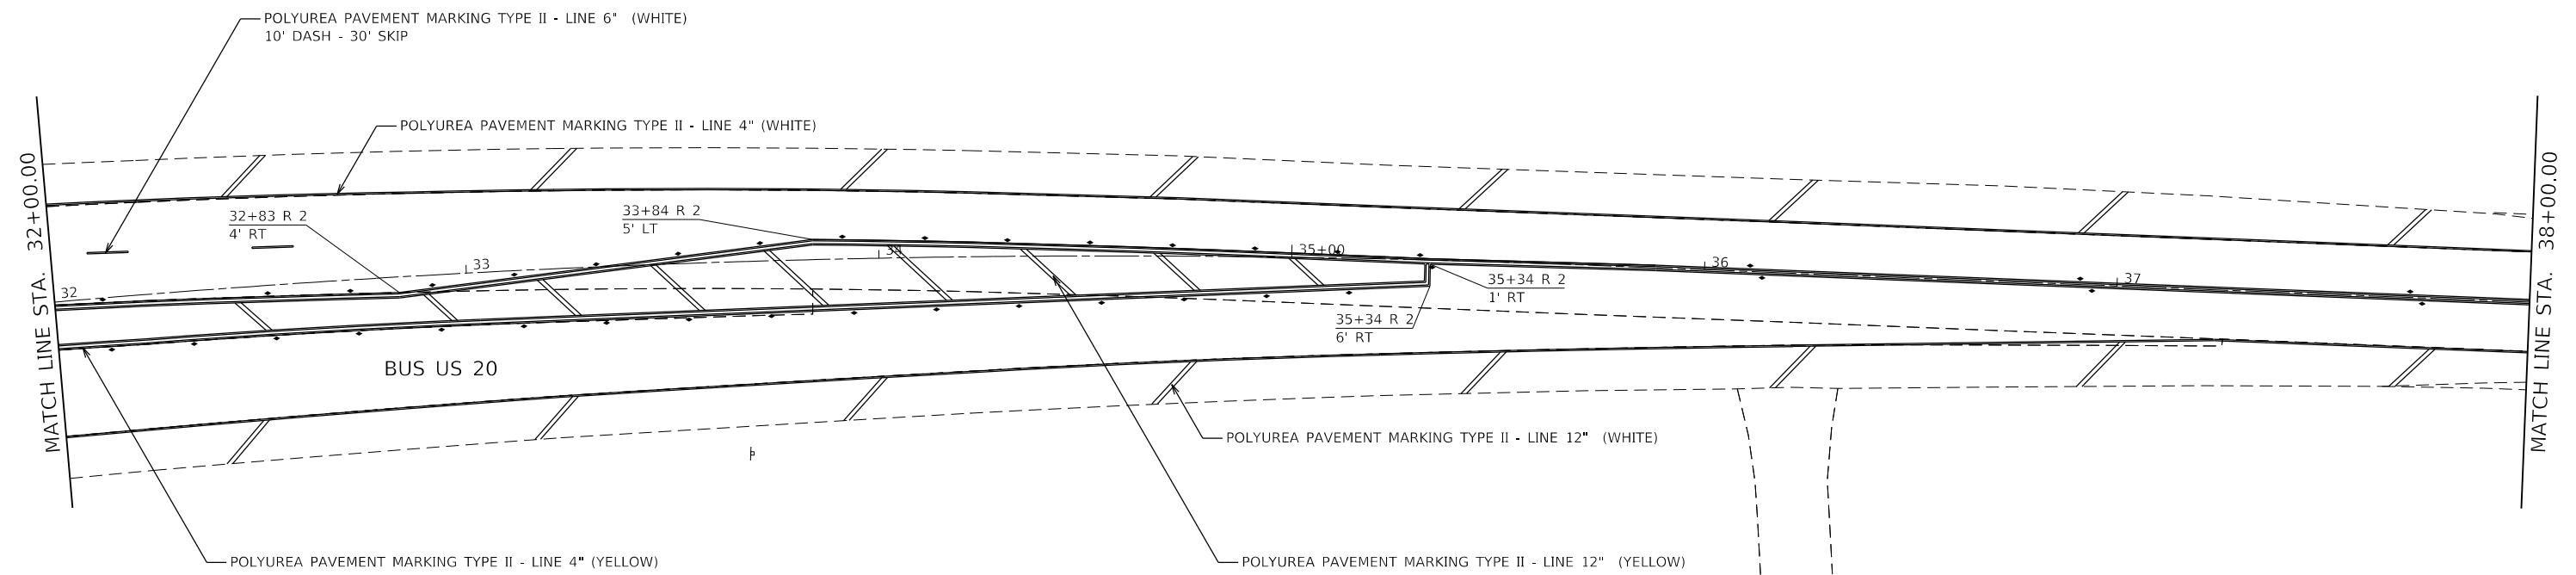 POLYUREA PAVEMENT MARKING TYPE II - LINE 6" (WHITE)
10' DASH - 30' SKIP
POLYUREA PAVEMENT MARKING TYPE II - LINE 4" (WHITE)
MATCH LINE STA. 32+00.00
32+83 R 2
4' RT
33+84 R 2
5' LT
32
33
34
35+00
36
37
35+34 R 2
1' RT
35+34 R 2
6' RT
MATCH LINE STA. 38+00.00
BUS US 20
POLYUREA PAVEMENT MARKING TYPE II - LINE 12" (WHITE)
POLYUREA PAVEMENT MARKING TYPE II - LINE 4" (YELLOW)
POLYUREA PAVEMENT MARKING TYPE II - LINE 12" (YELLOW)